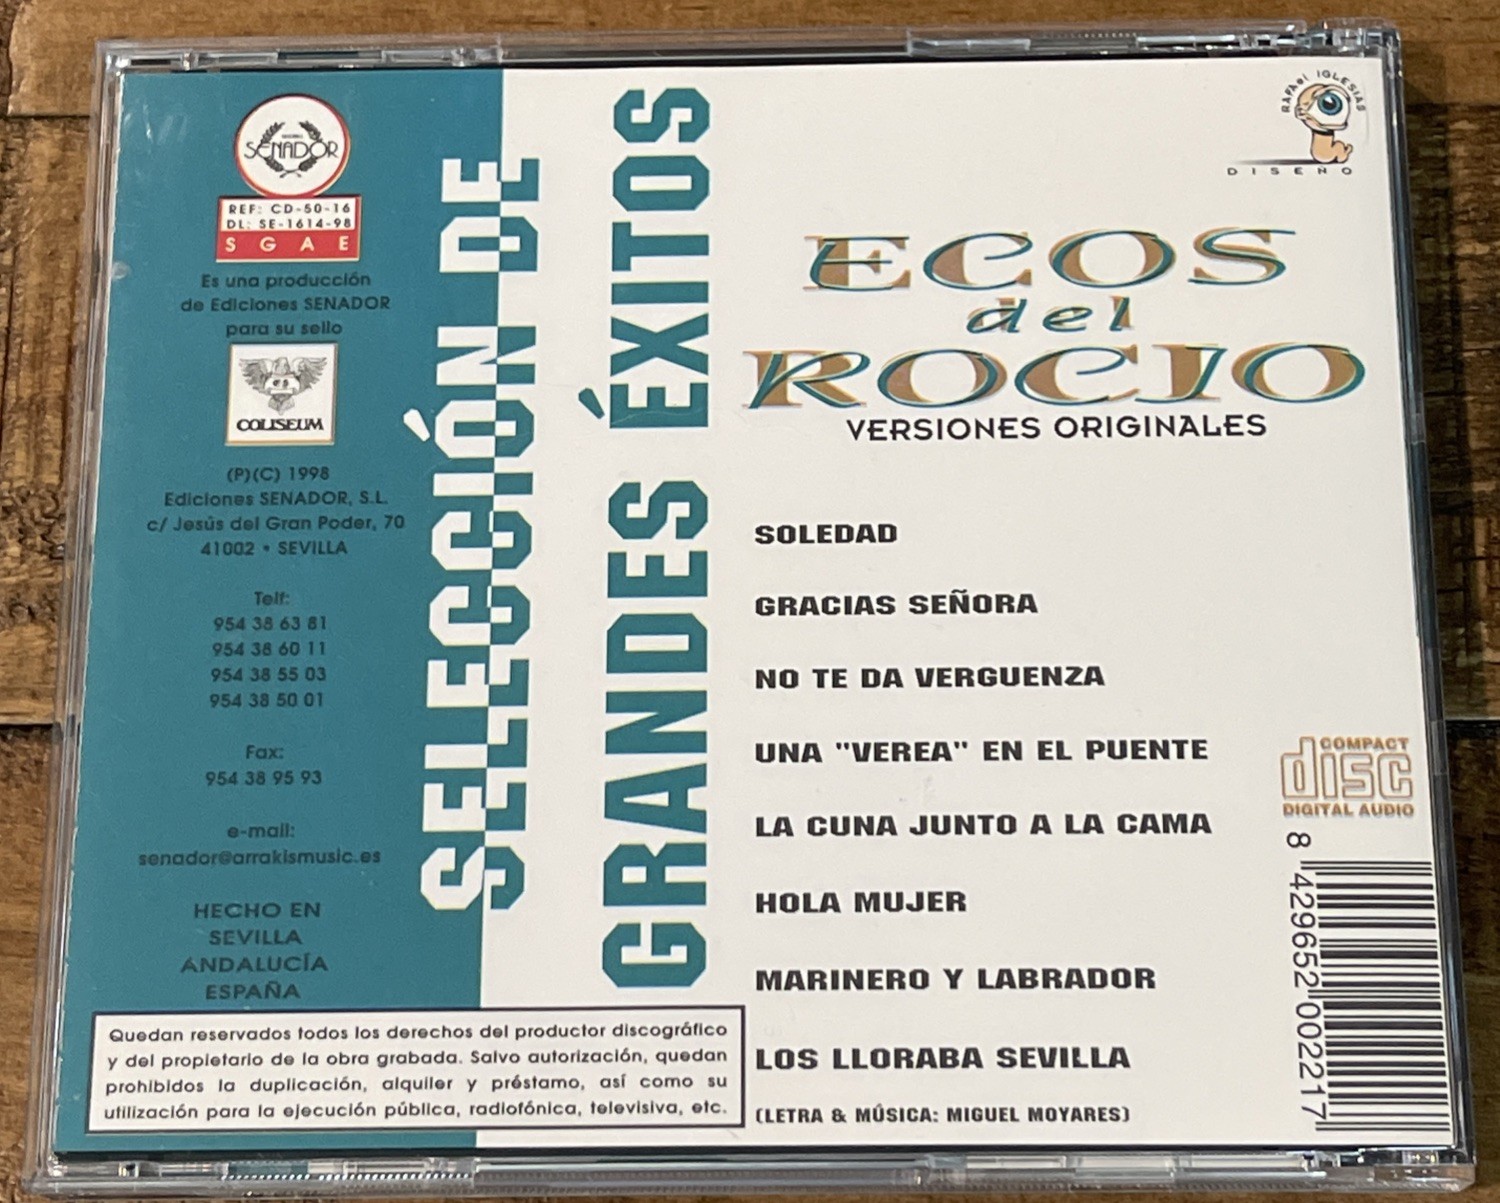 SENADOR
REF: CD-50-16
DL: SE-1614-98
S G A E
Es una producción
de Ediciones SENADOR
para su sello
COLISEUM
(P)(C) 1998
Ediciones SENADOR, S.L.
c/ Jesús del Gran Poder, 70
41002 • SEVILLA
Telf:
954 38 63 81
954 38 60 11
954 38 55 03
954 38 50 01
Fax:
954 38 95 93
e-mail:
senador@arrakismusic.es
HECHO EN
SEVILLA
ANDALUCÍA
ESPAÑA
Quedan reservados todos los derechos del productor discográfico
y del propietario de la obra grabada. Salvo autorización, quedan
prohibidos la duplicación, alquiler y préstamo, así como su
utilización para la ejecución pública, radiofónica, televisiva, etc.
SELECCIÓN DE
GRANDES ÉXITOS
RAFAEL IGLESIAS
DISEÑO
ECOS
del
ROCIO
VERSIONES ORIGINALES
SOLEDAD
GRACIAS SEÑORA
NO TE DA VERGUENZA
UNA "VEREA" EN EL PUENTE
LA CUNA JUNTO A LA CAMA
HOLA MUJER
MARINERO Y LABRADOR
LOS LLORABA SEVILLA
(LETRA & MÚSICA: MIGUEL MOYARES)
COMPACT
disc
DIGITAL AUDIO
8 429652 002217